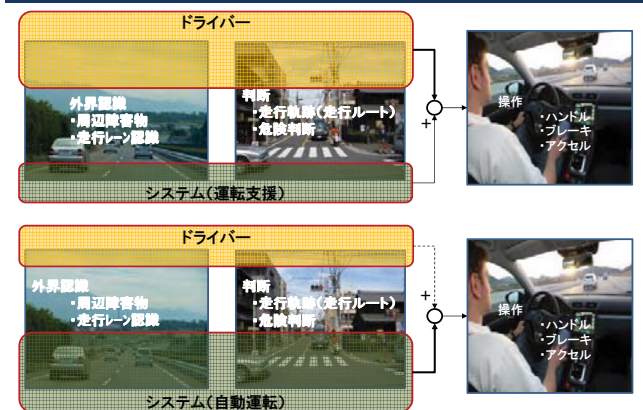 ドライバー
外界認識
・周辺障害物
・走行レーン認識
判断
・走行軌跡(走行ルート)
・危険判断
システム(運転支援)
+
操作
・ハンドル
・ブレーキ
・アクセル
ドライバー
外界認識
・周辺障害物
・走行レーン認識
判断
・走行軌跡(走行ルート)
・危険判断
システム(自動運転)
+
操作
・ハンドル
・ブレーキ
・アクセル